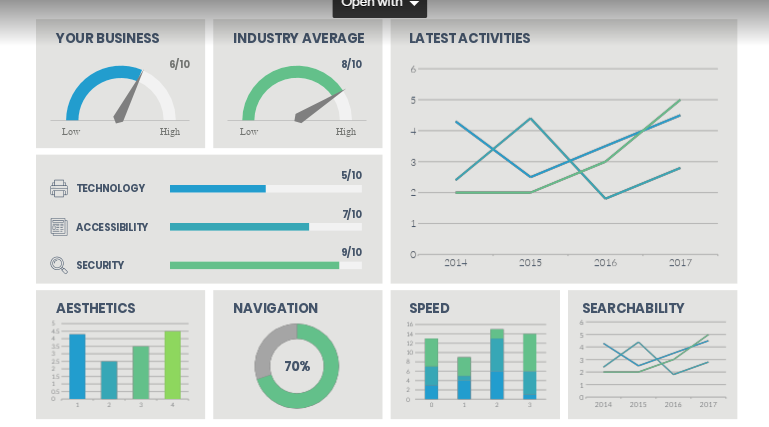 Open with
YOUR BUSINESS
6/10
Low
High
INDUSTRY AVERAGE
8/10
Low
High
LATEST ACTIVITIES
6
5
4
3
2
1
0
2014 2015 2016 2017
TECHNOLOGY
5/10
ACCESSIBILITY
7/10
SECURITY
9/10
AESTHETICS
5
4.5
4
3.5
3
2.5
2
1.5
1
0.5
0
1 2 3 4
NAVIGATION
70%
SPEED
16
14
12
10
8
6
4
2
0
0 1 2 3
SEARCHABILITY
6
5
4
3
2
1
0
2014 2015 2016 2017